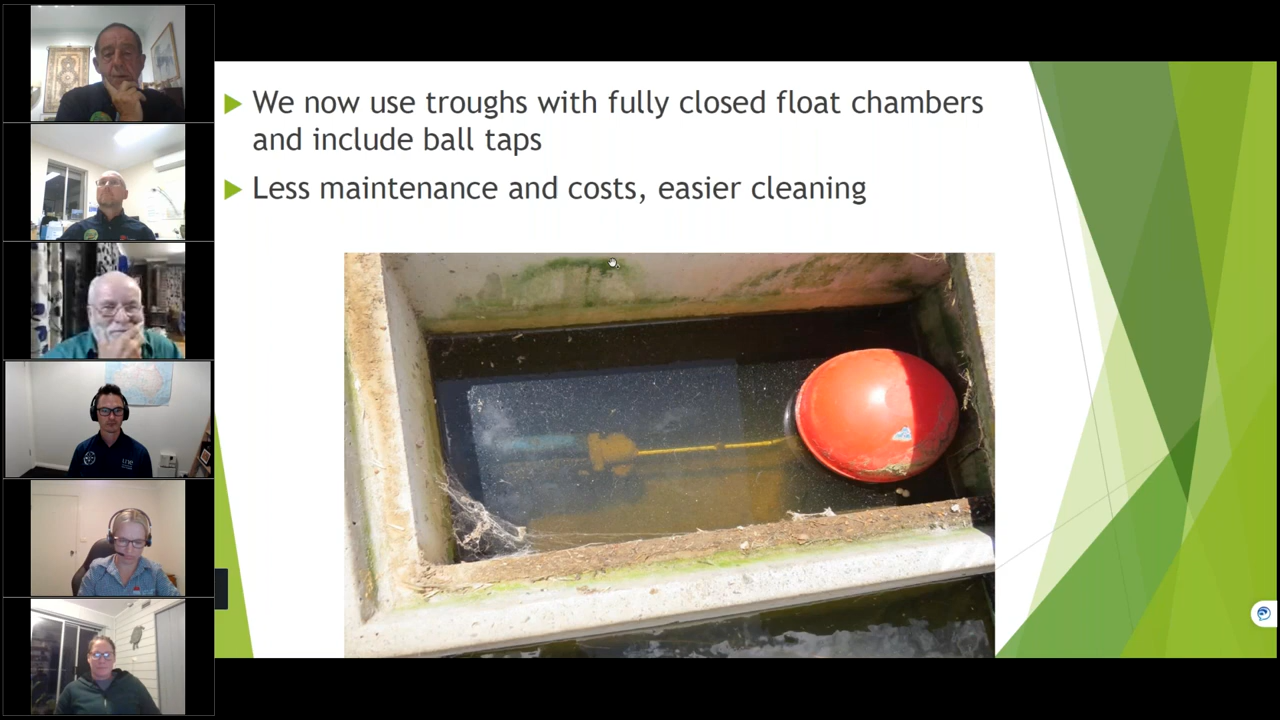 We now use troughs with fully closed float chambers
and include ball taps
Less maintenance and costs, easier cleaning